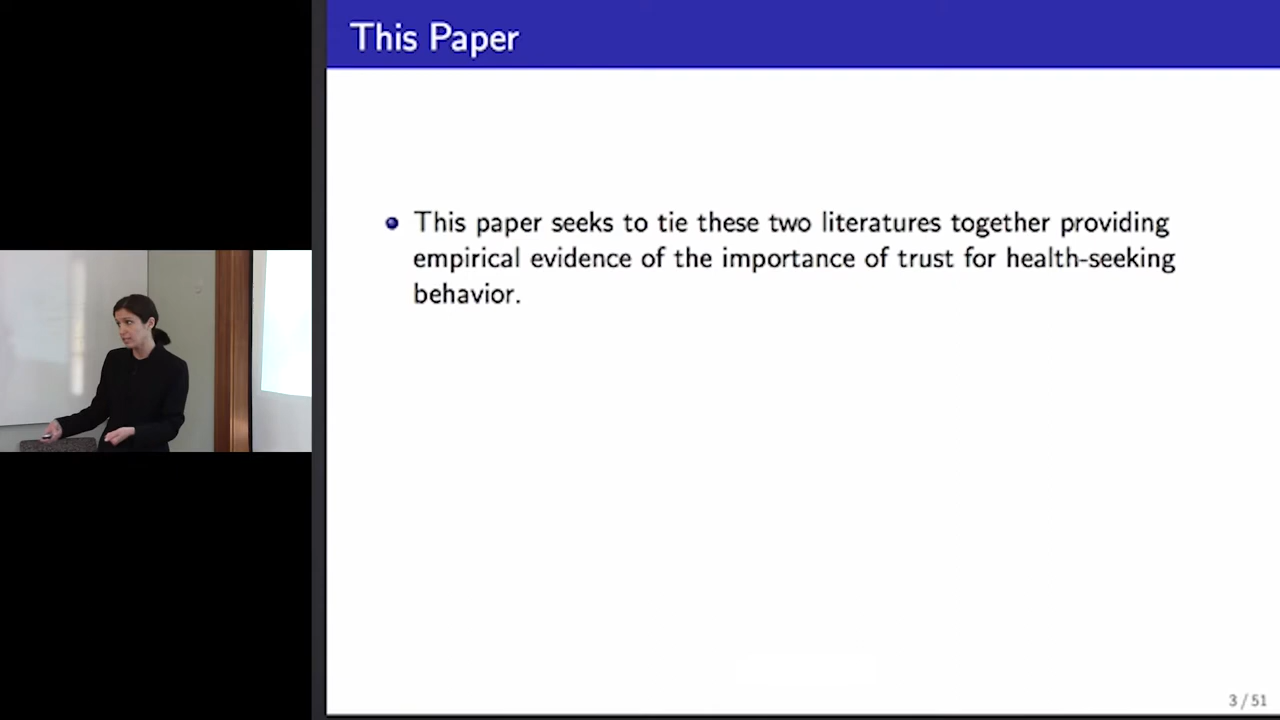 This Paper
This paper seeks to tie these two literatures together providing
empirical evidence of the importance of trust for health-seeking
behavior.
3 / 51